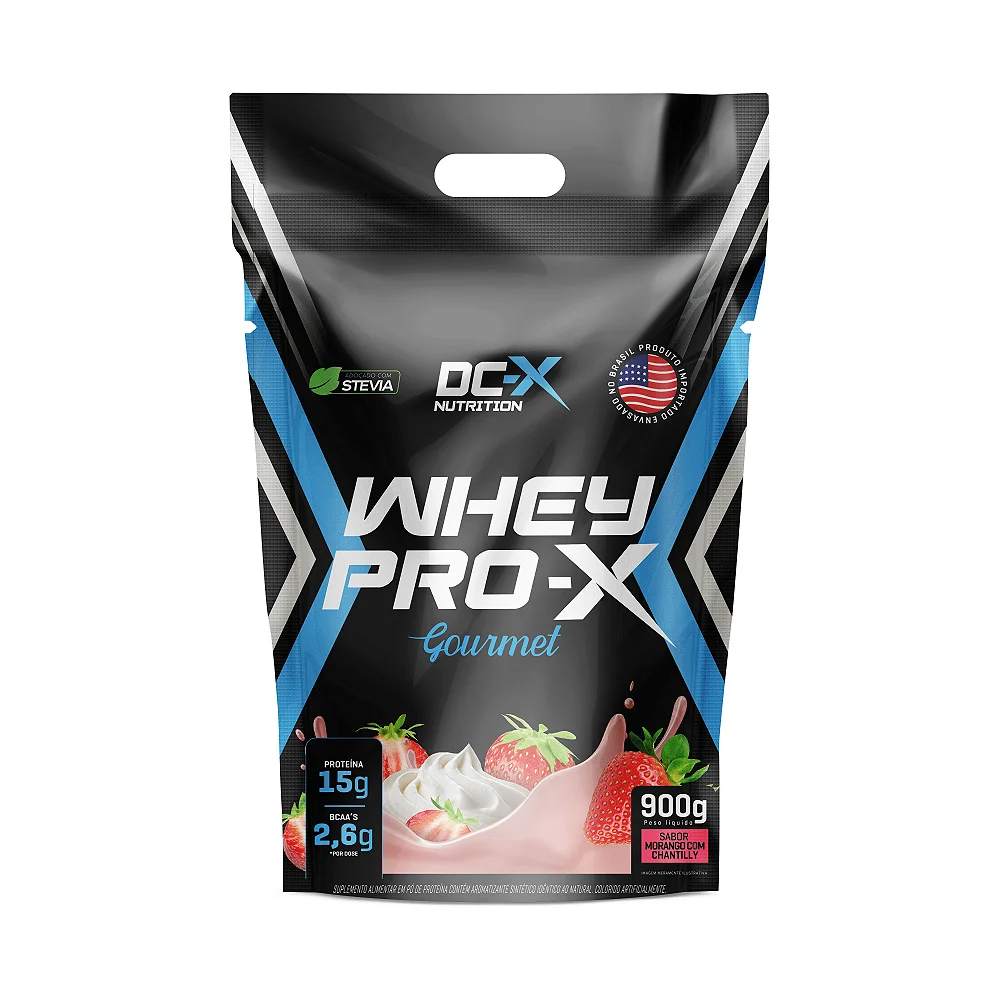 ADOÇADO COM
STEVIA
DC-X
NUTRITION
ENVASADO NO BRASIL PRODUTO IMPORTADO
WHEY
PRO-X
Gourmet
PROTEÍNA
15g
BCAA'S
2,6g
*POR DOSE
900g
Peso líquido
SABOR
MORANGO COM
CHANTILLY
IMAGEM MERAMENTE ILUSTRATIVA
SUPLEMENTO ALIMENTAR EM PÓ DE PROTEÍNA CONTÉM AROMATIZANTE SINTÉTICO IDÊNTICO AO NATURAL. COLORIDO ARTIFICIALMENTE.